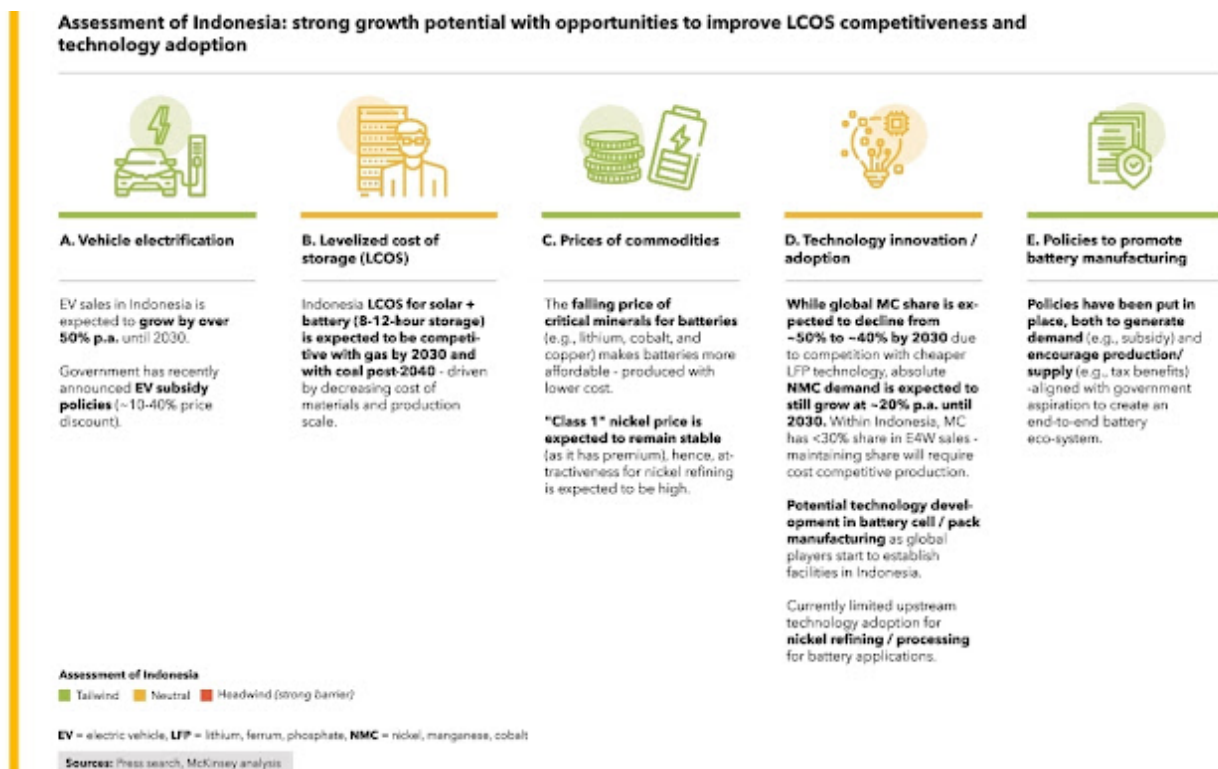 Assessment of Indonesia: strong growth potential with opportunities to improve LCOS competitiveness and
technology adoption
A. Vehicle electrification
EV sales in Indonesia is
expected to grow by over
50% p.a. until 2030.
Government has recently
announced EV subsidy
policies (~10-40% price
discount).
B. Levelized cost of
storage (LCOS)
Indonesia LCOS for solar +
battery (8-12-hour storage)
is expected to be competi-
tive with gas by 2030 and
with coal post-2040 - driven
by decreasing cost of
materials and production
scale.
C. Prices of commodities
The falling price of
critical minerals for batteries
(e.g., lithium, cobalt, and
copper) makes batteries more
affordable - produced with
lower cost.
"Class 1" nickel price is
expected to remain stable
(as it has premium), hence, at-
tractiveness for nickel refining
is expected to be high.
D. Technology innovation /
adoption
While global MC share is ex-
pected to decline from
~50% to ~40% by 2030 due
to competition with cheaper
LFP technology, absolute
NMC demand is expected to
still grow at ~20% p.a. until
2030. Within Indonesia, MC
has <30% share in E4W sales -
maintaining share will require
cost competitive production.
Potential technology devel-
opment in battery cell / pack
manufacturing as global
players start to establish
facilities in Indonesia.
Currently limited upstream
technology adoption for
nickel refining / processing
for battery applications.
E. Policies to promote
battery manufacturing
Policies have been put in
place, both to generate
demand (e.g., subsidy) and
encourage production/
supply (e.g., tax benefits)
-aligned with government
aspiration to create an
end-to-end battery
eco-system.
Assessment of Indonesia
Tailwind Neutral Headwind (strong barrier)
EV = electric vehicle, LFP = lithium, ferrum, phosphate, NMC = nickel, manganese, cobalt
Sources: Press search, McKinsey analysis